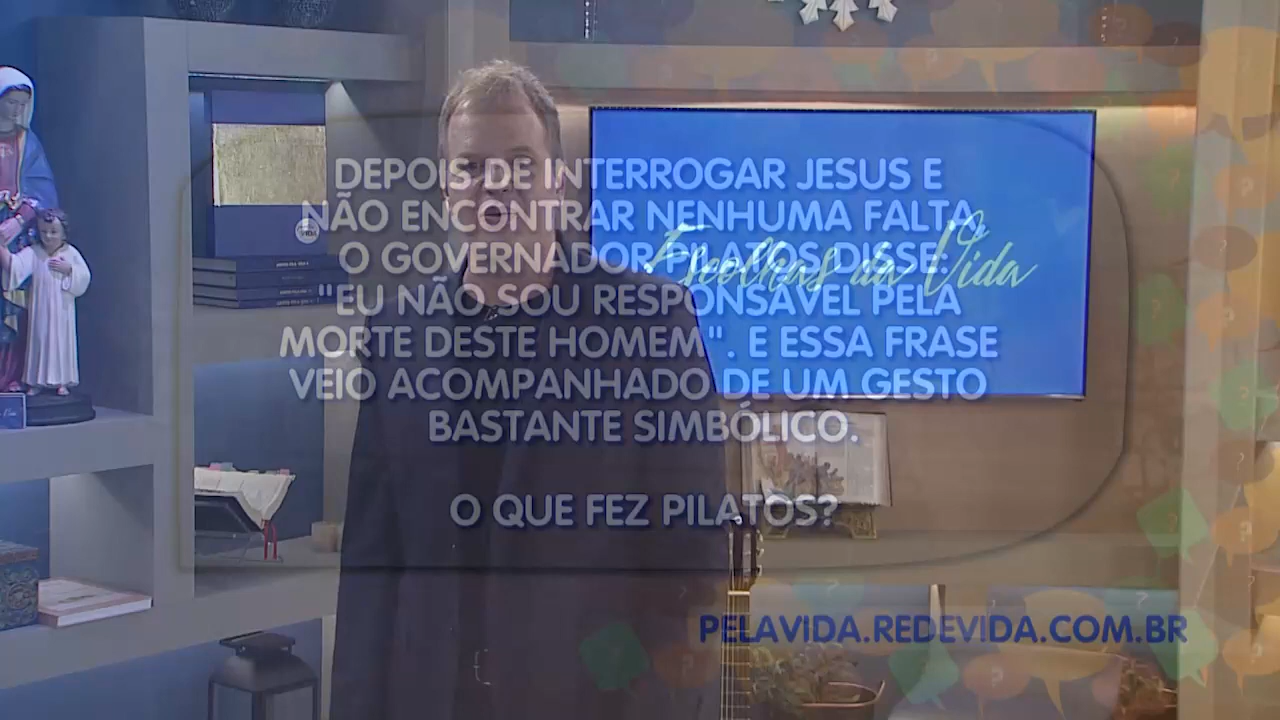 DEPOIS DE INTERROGAR JESUS E
NÃO ENCONTRAR NENHUMA FALTA,
O GOVERNADOR PILATOS DISSE:
"EU NÃO SOU RESPONSÁVEL PELA
MORTE DESTE HOMEM". E ESSA FRASE
VEIO ACOMPANHADO DE UM GESTO
BASTANTE SIMBÓLICO.
O QUE FEZ PILATOS?
Escolhas da Vida
VIDA
PELAVIDA.REDEVIDA.COM.BR